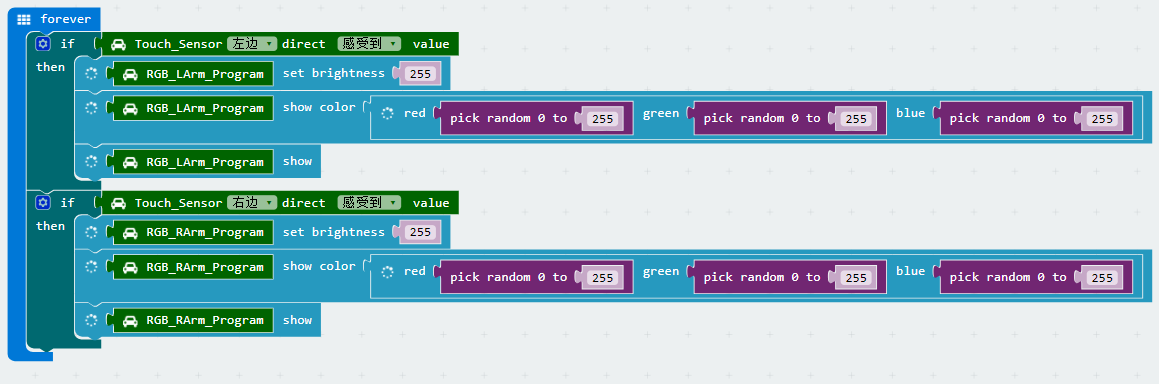 forever
if Touch_Sensor 左边 direct 感受到 value
then RGB_LArm_Program set brightness 255
RGB_LArm_Program show color red pick random 0 to 255 green pick random 0 to 255 blue pick random 0 to 255
RGB_LArm_Program show
if Touch_Sensor 右边 direct 感受到 value
then RGB_RArm_Program set brightness 255
RGB_RArm_Program show color red pick random 0 to 255 green pick random 0 to 255 blue pick random 0 to 255
RGB_RArm_Program show